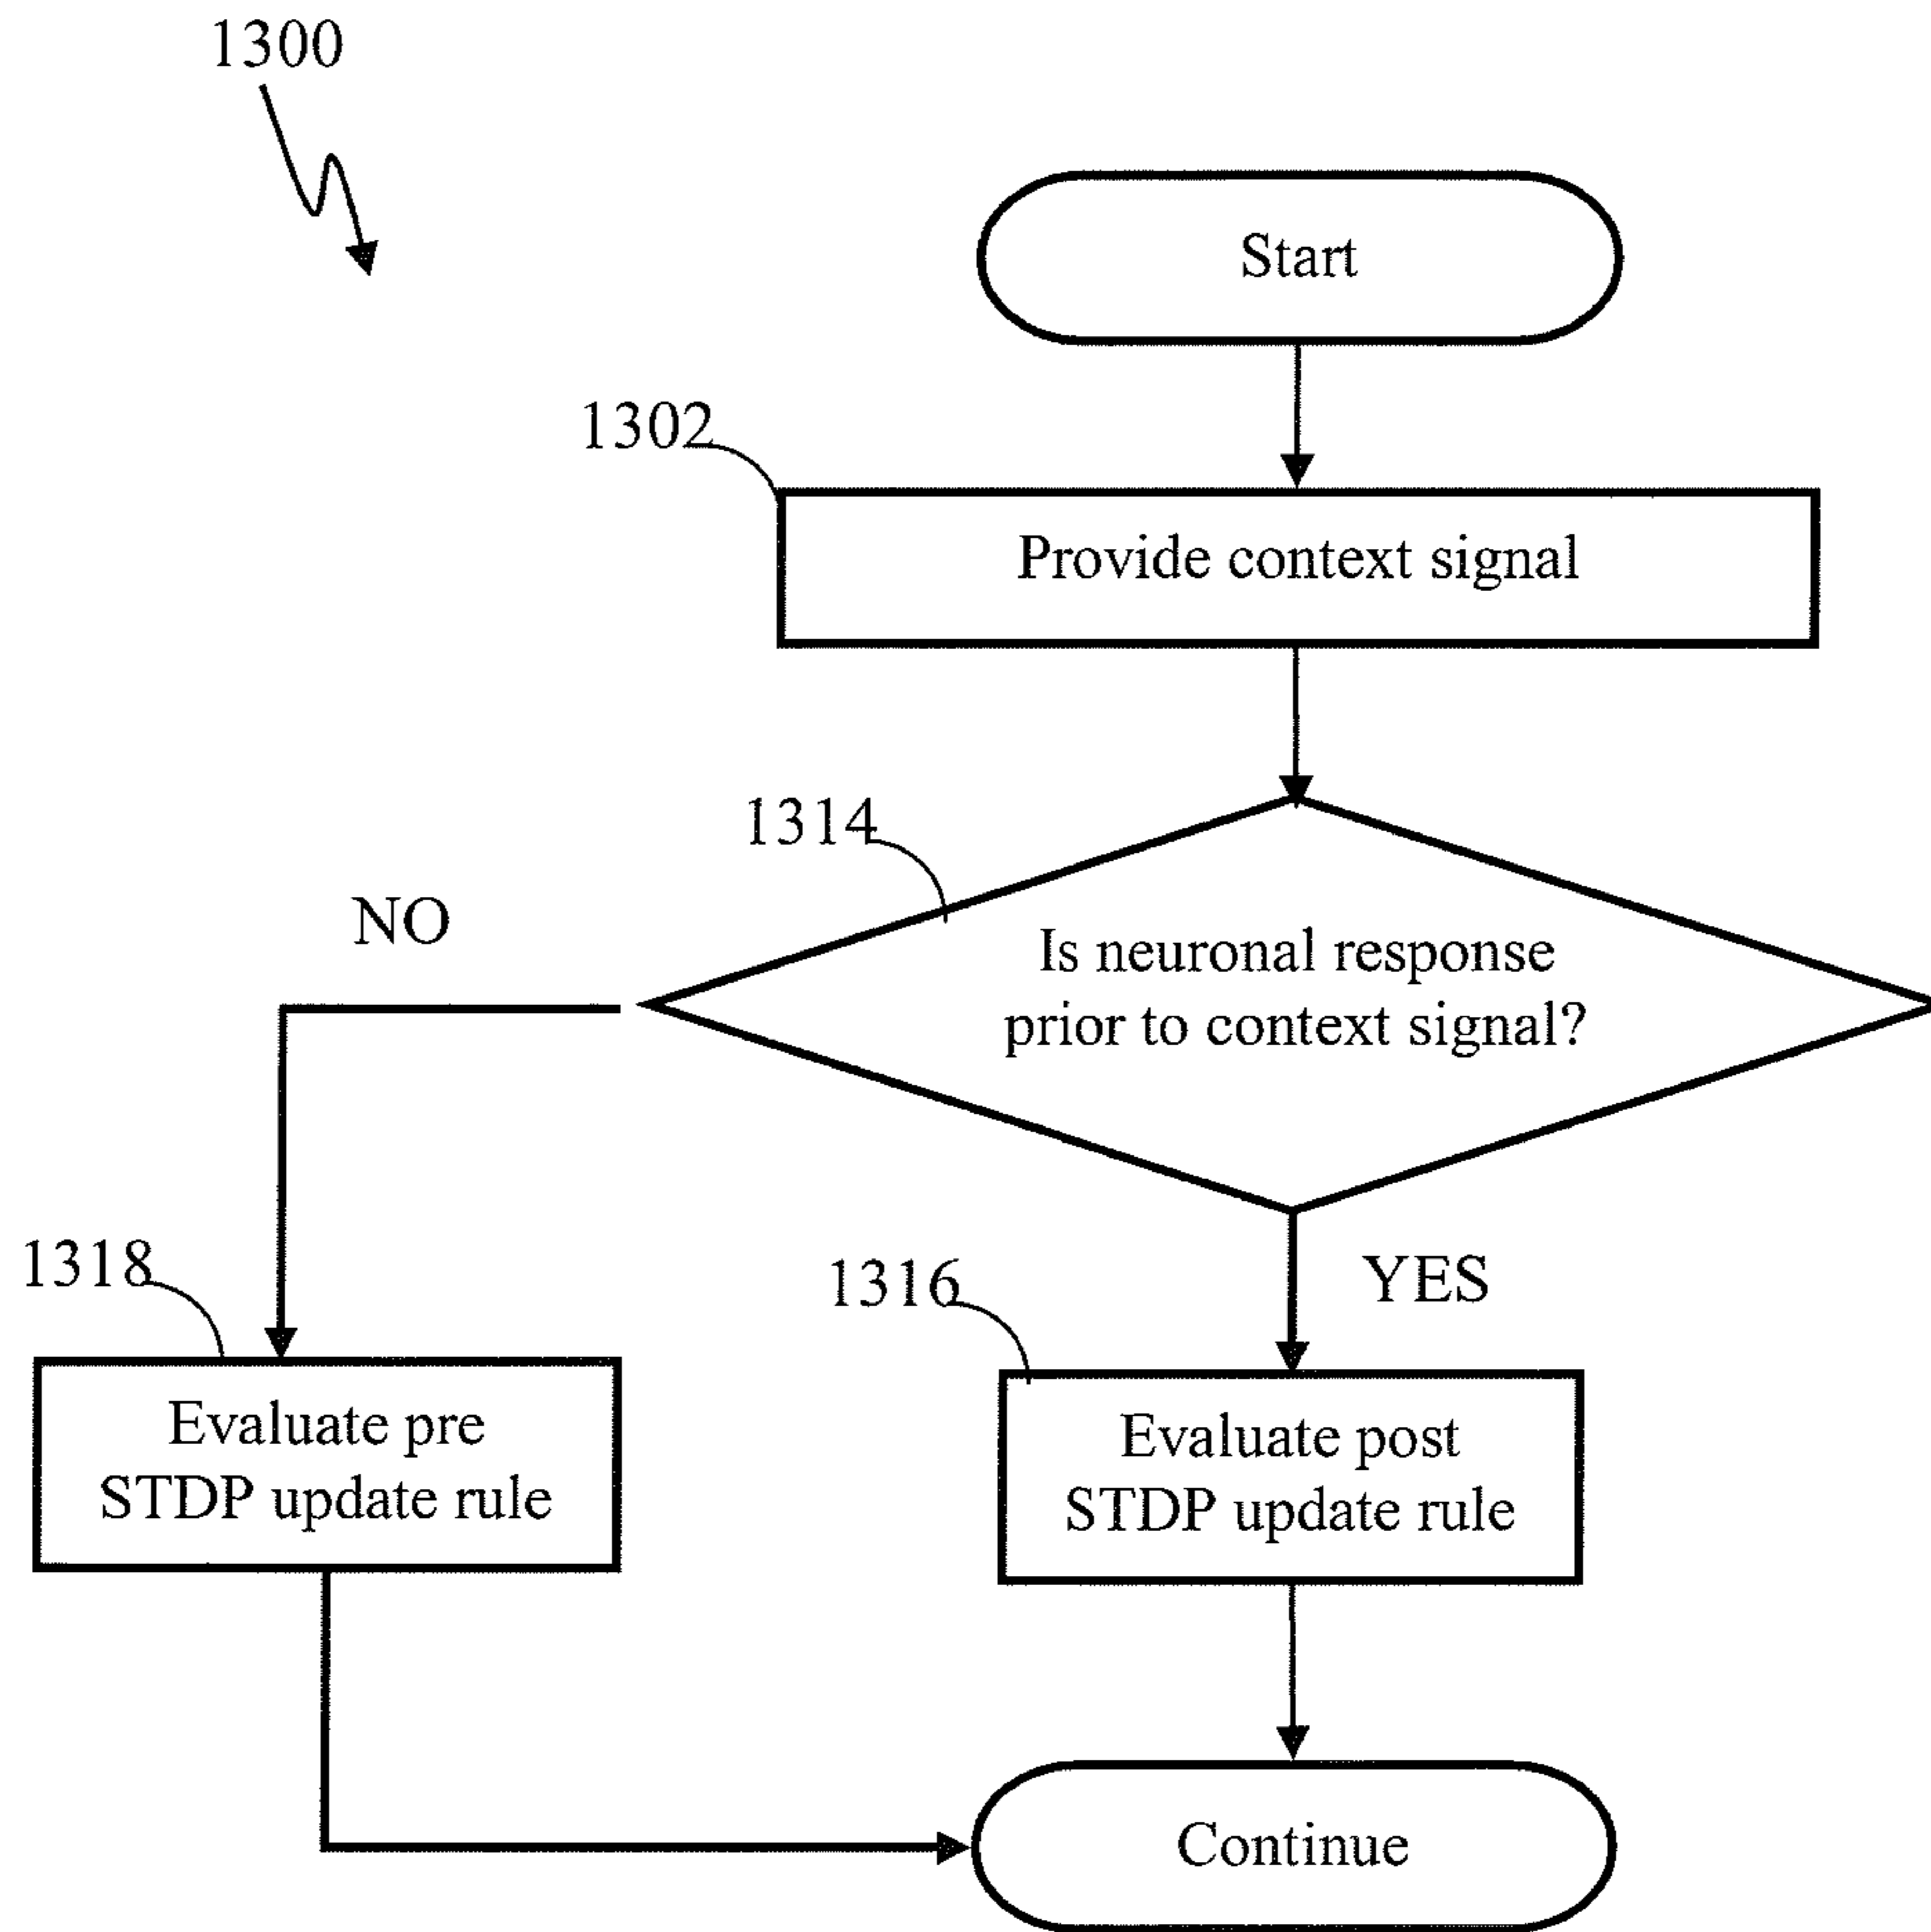 1300
Start
1302
Provide context signal
1314
NO
Is neuronal response
prior to context signal?
1318
1316
YES
Evaluate pre
STDP update rule
Evaluate post
STDP update rule
Continue